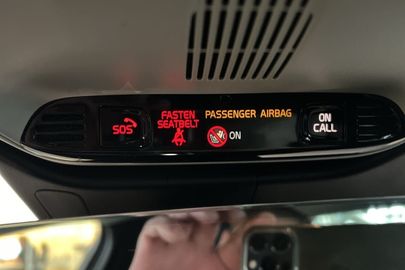 SOS
FASTEN
SEATBELT
PASSENGER AIRBAG
ON
ON
CALL